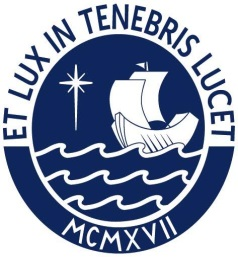 ET LUX IN TENEBRIS LUCET
MCMXVII